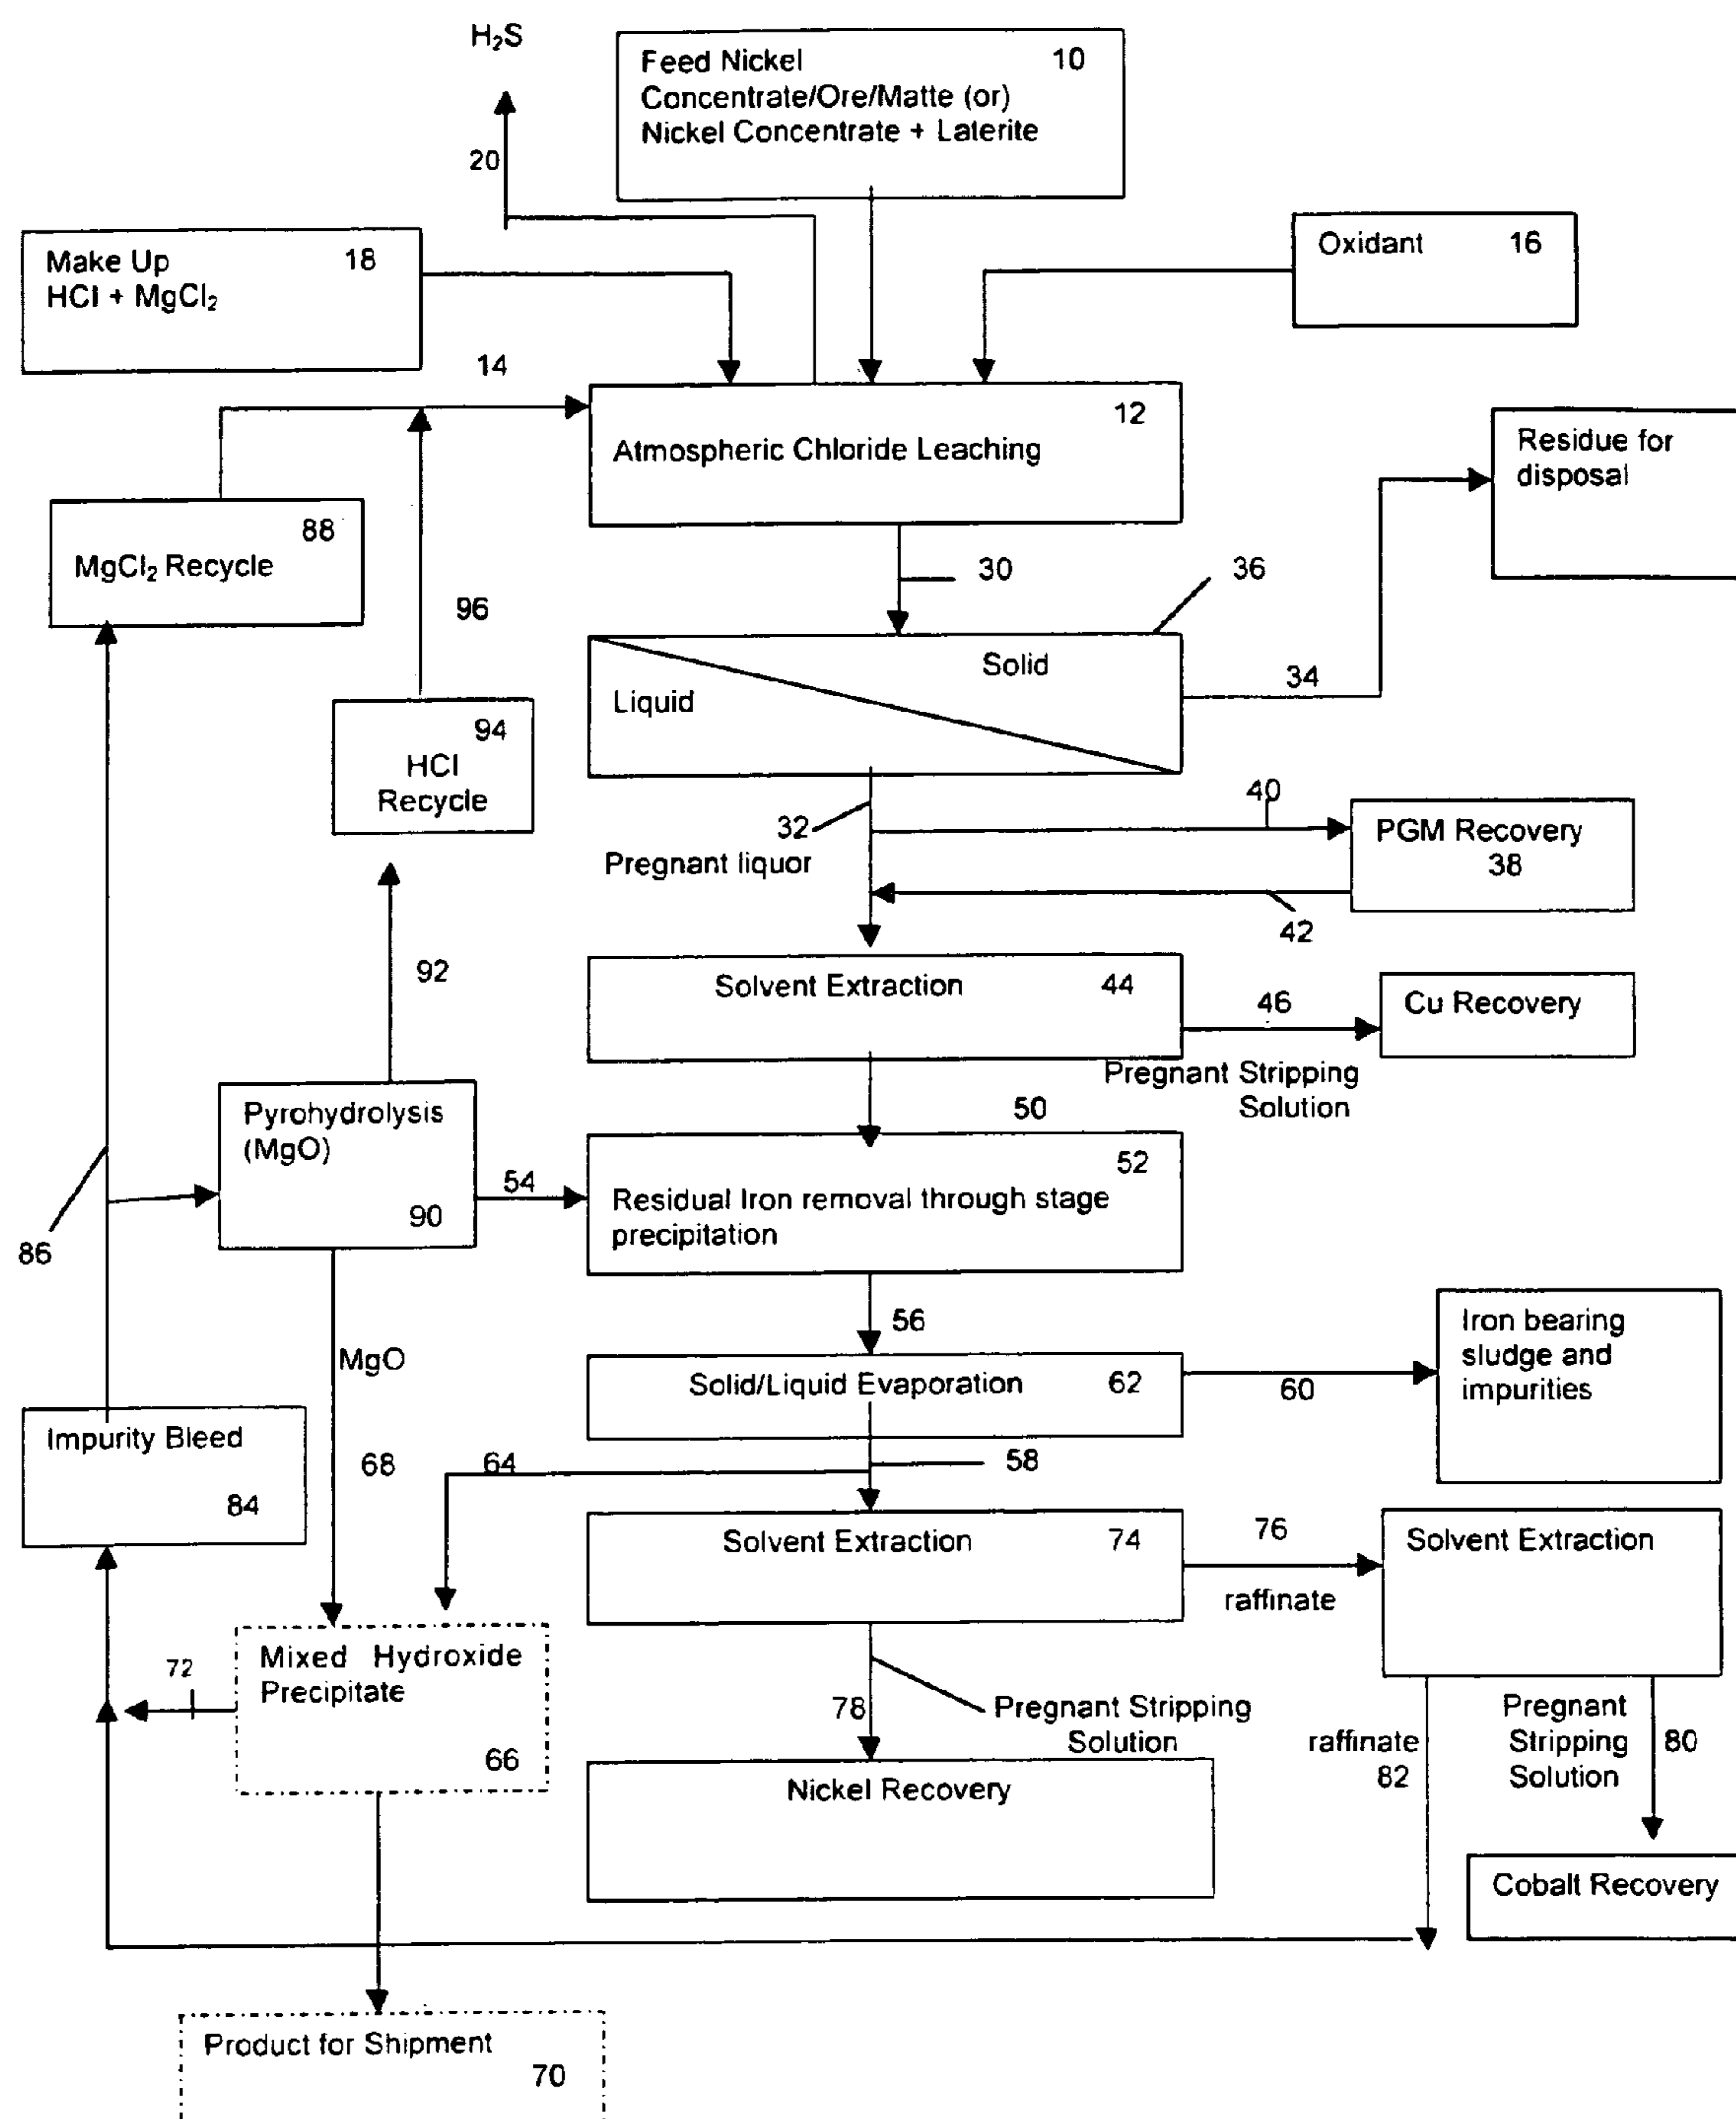 H₂S
Feed Nickel 10
Concentrate/Ore/Matte (or)
Nickel Concentrate + Laterite
20
Make Up 18
HCl + MgCl₂
Oxidant 16
14
12
Atmospheric Chloride Leaching
Residue for
disposal
88
MgCl₂ Recycle
30
36
96
Solid
Liquid
34
94
HCl
Recycle
40
32
Pregnant liquor
PGM Recovery
38
42
92
Solvent Extraction 44
46
Cu Recovery
Pregnant Stripping
Solution
50
Pyrohydrolysis
(MgO)
90
54
52
Residual Iron removal through stage
precipitation
86
56
Iron bearing
sludge and
impurities
MgO
Solid/Liquid Evaporation 62
60
Impurity Bleed
84
68
64
58
Solvent Extraction 74
76
raffinate
Solvent Extraction
Mixed Hydroxide
Precipitate
66
72
78
Pregnant Stripping
Solution
raffinate
82
Pregnant
Stripping
Solution
80
Nickel Recovery
Cobalt Recovery
Product for Shipment
70